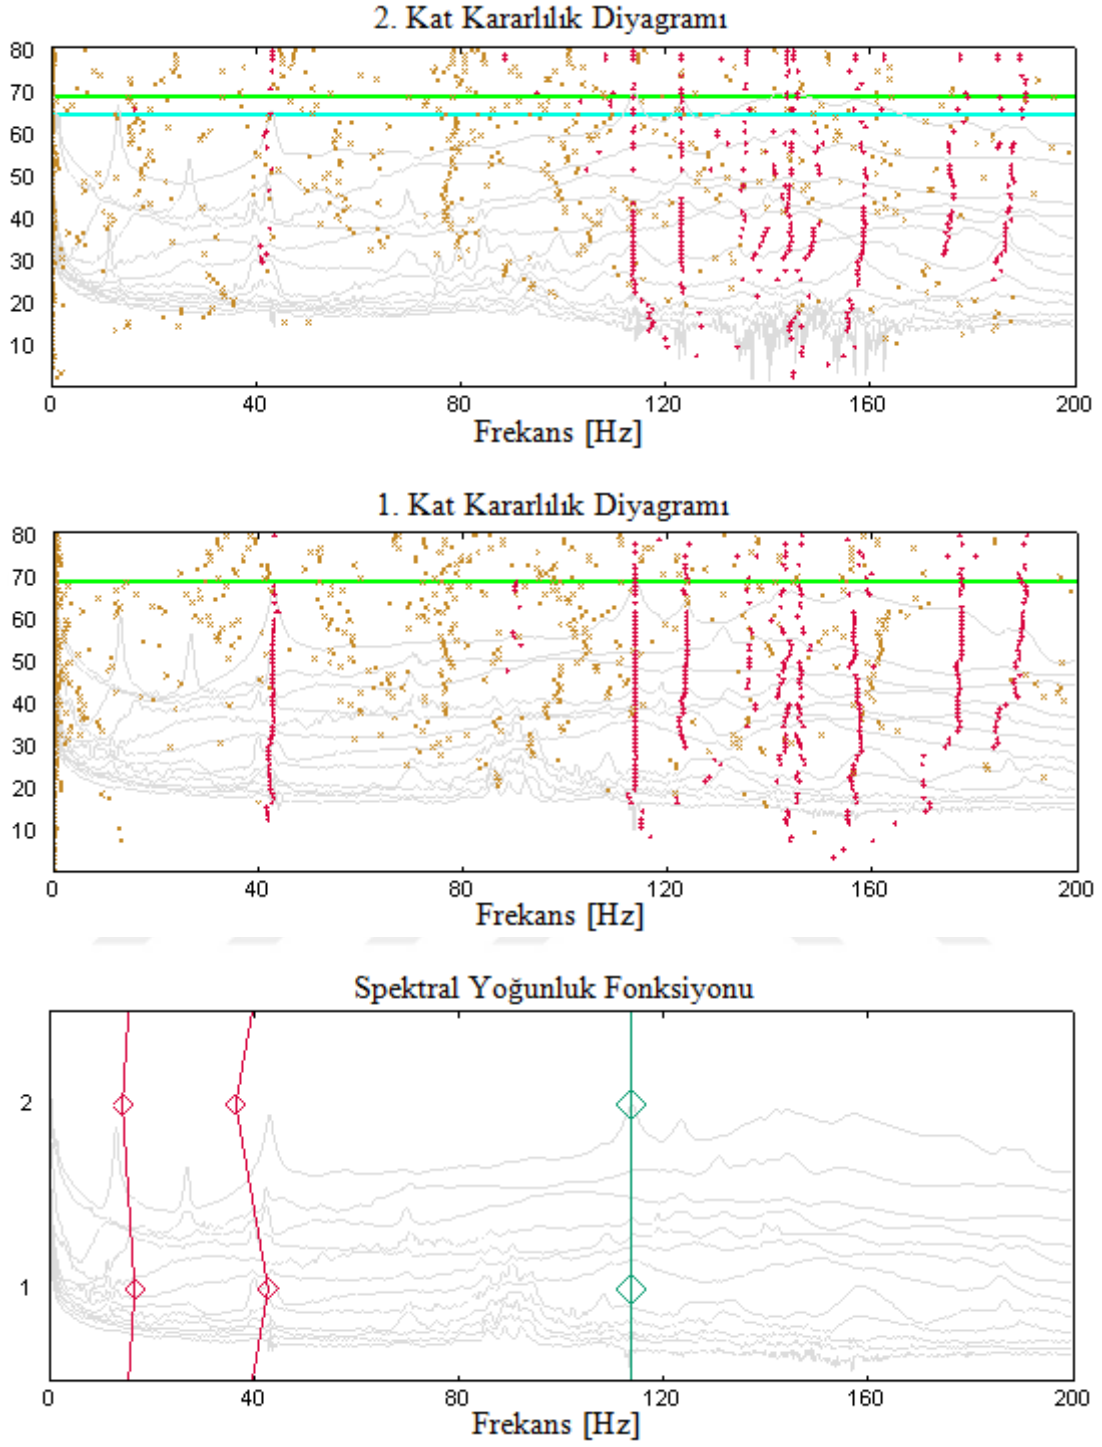 2. Kat Kararlılık Diyagramı
80
70
60
50
40
30
20
10
0 40 80 120 160 200
Frekans [Hz]
1. Kat Kararlılık Diyagramı
80
70
60
50
40
30
20
10
0 40 80 120 160 200
Frekans [Hz]
Spektral Yoğunluk Fonksiyonu
2
1
0 40 80 120 160 200
Frekans [Hz]